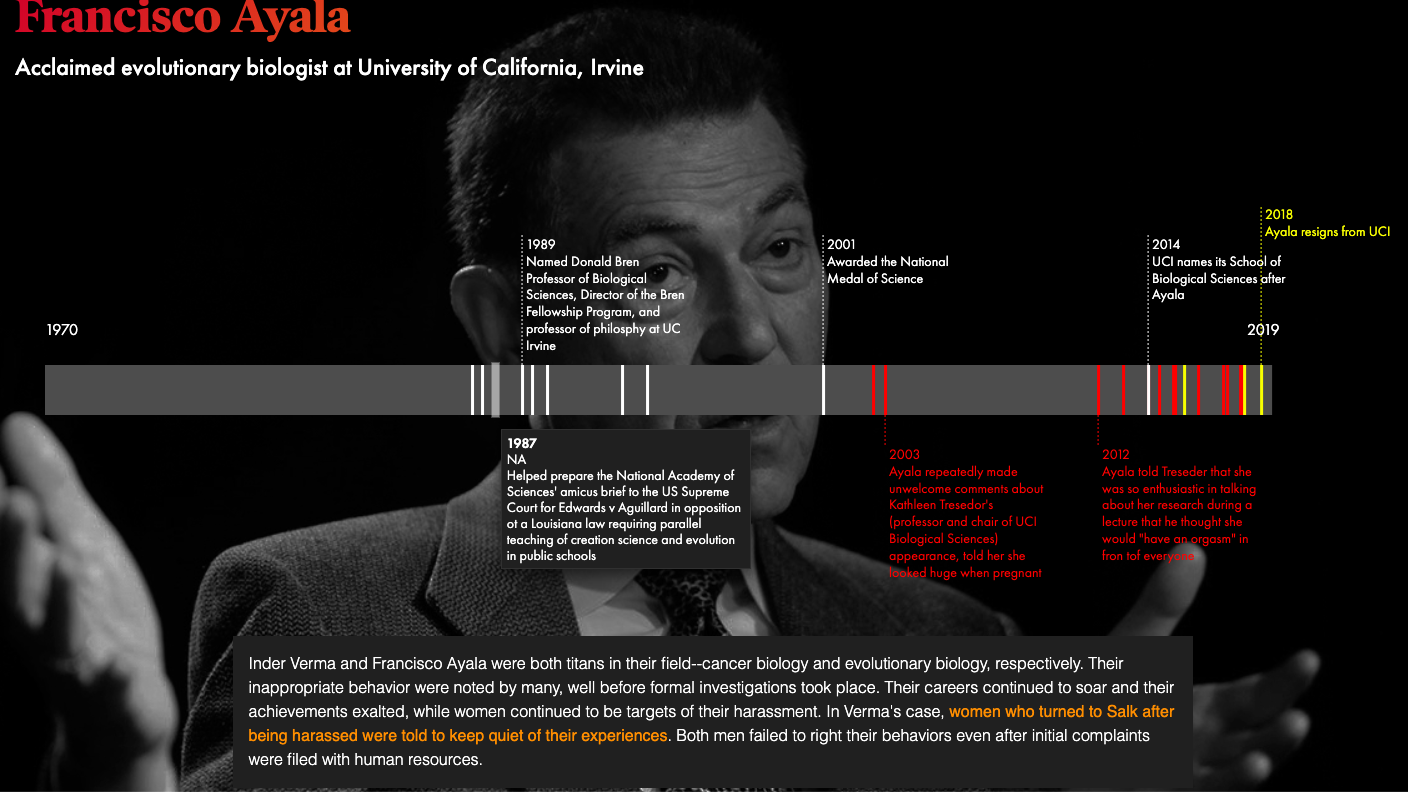 Francisco Ayala
Acclaimed evolutionary biologist at University of California, Irvine
2018
Ayala resigns from UCI
1989
Named Donald Bren
Professor of Biological
Sciences, Director of the Bren
Fellowship Program, and
professor of philosphy at UC
Irvine
2001
Awarded the National
Medal of Science
2014
UCI names its School of
Biological Sciences after
Ayala
1970
2019
1987
NA
Helped prepare the National Academy of
Sciences' amicus brief to the US Supreme
Court for Edwards v Aguillard in opposition
ot a Louisiana law requiring parallel
teaching of creation science and evolution
in public schools
2003
Ayala repeatedly made
unwelcome comments about
Kathleen Tresedor's
(professor and chair of UCI
Biological Sciences)
appearance, told her she
looked huge when pregnant
2012
Ayala told Treseder that she
was so enthusiastic in talking
about her research during a
lecture that he thought she
would "have an orgasm" in
fron tof everyone
Inder Verma and Francisco Ayala were both titans in their field--cancer biology and evolutionary biology, respectively. Their
inappropriate behavior were noted by many, well before formal investigations took place. Their careers continued to soar and their
achievements exalted, while women continued to be targets of their harassment. In Verma's case, women who turned to Salk after
being harassed were told to keep quiet of their experiences. Both men failed to right their behaviors even after initial complaints
were filed with human resources.